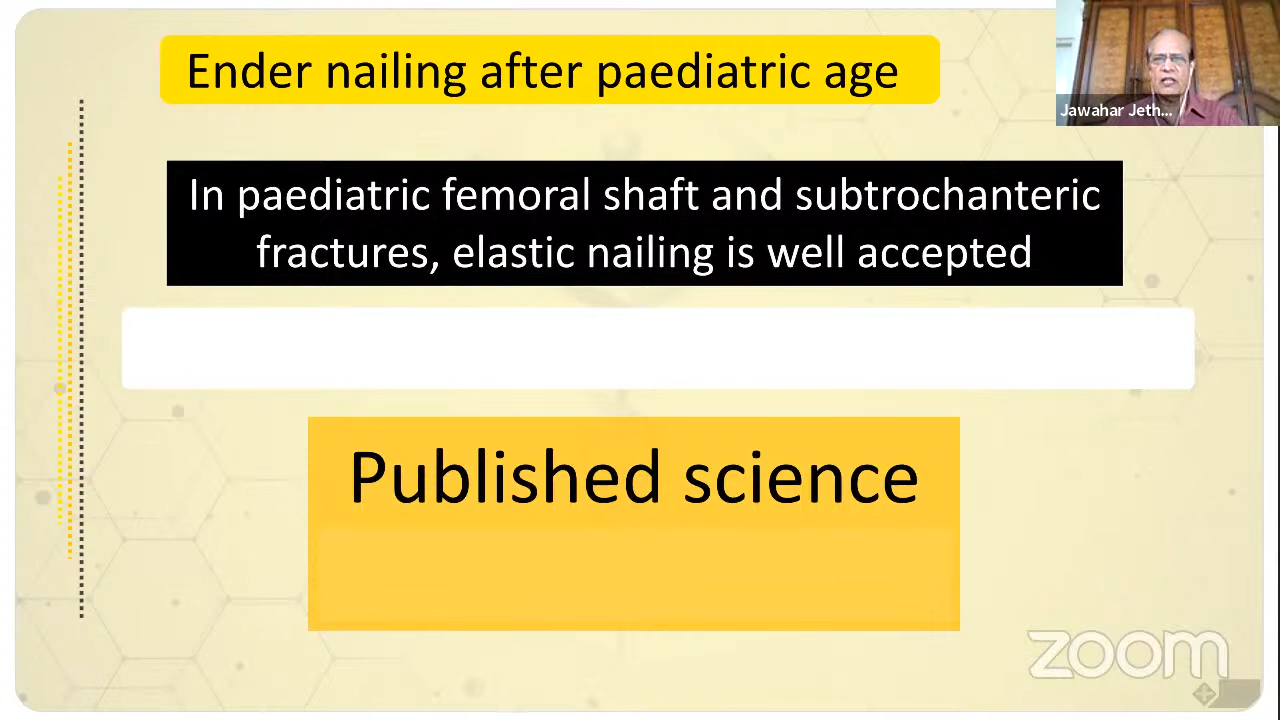 Ender nailing after paediatric age
Jawahar Jeth...
In paediatric femoral shaft and subtrochanteric
fractures, elastic nailing is well accepted
Published science
zoom